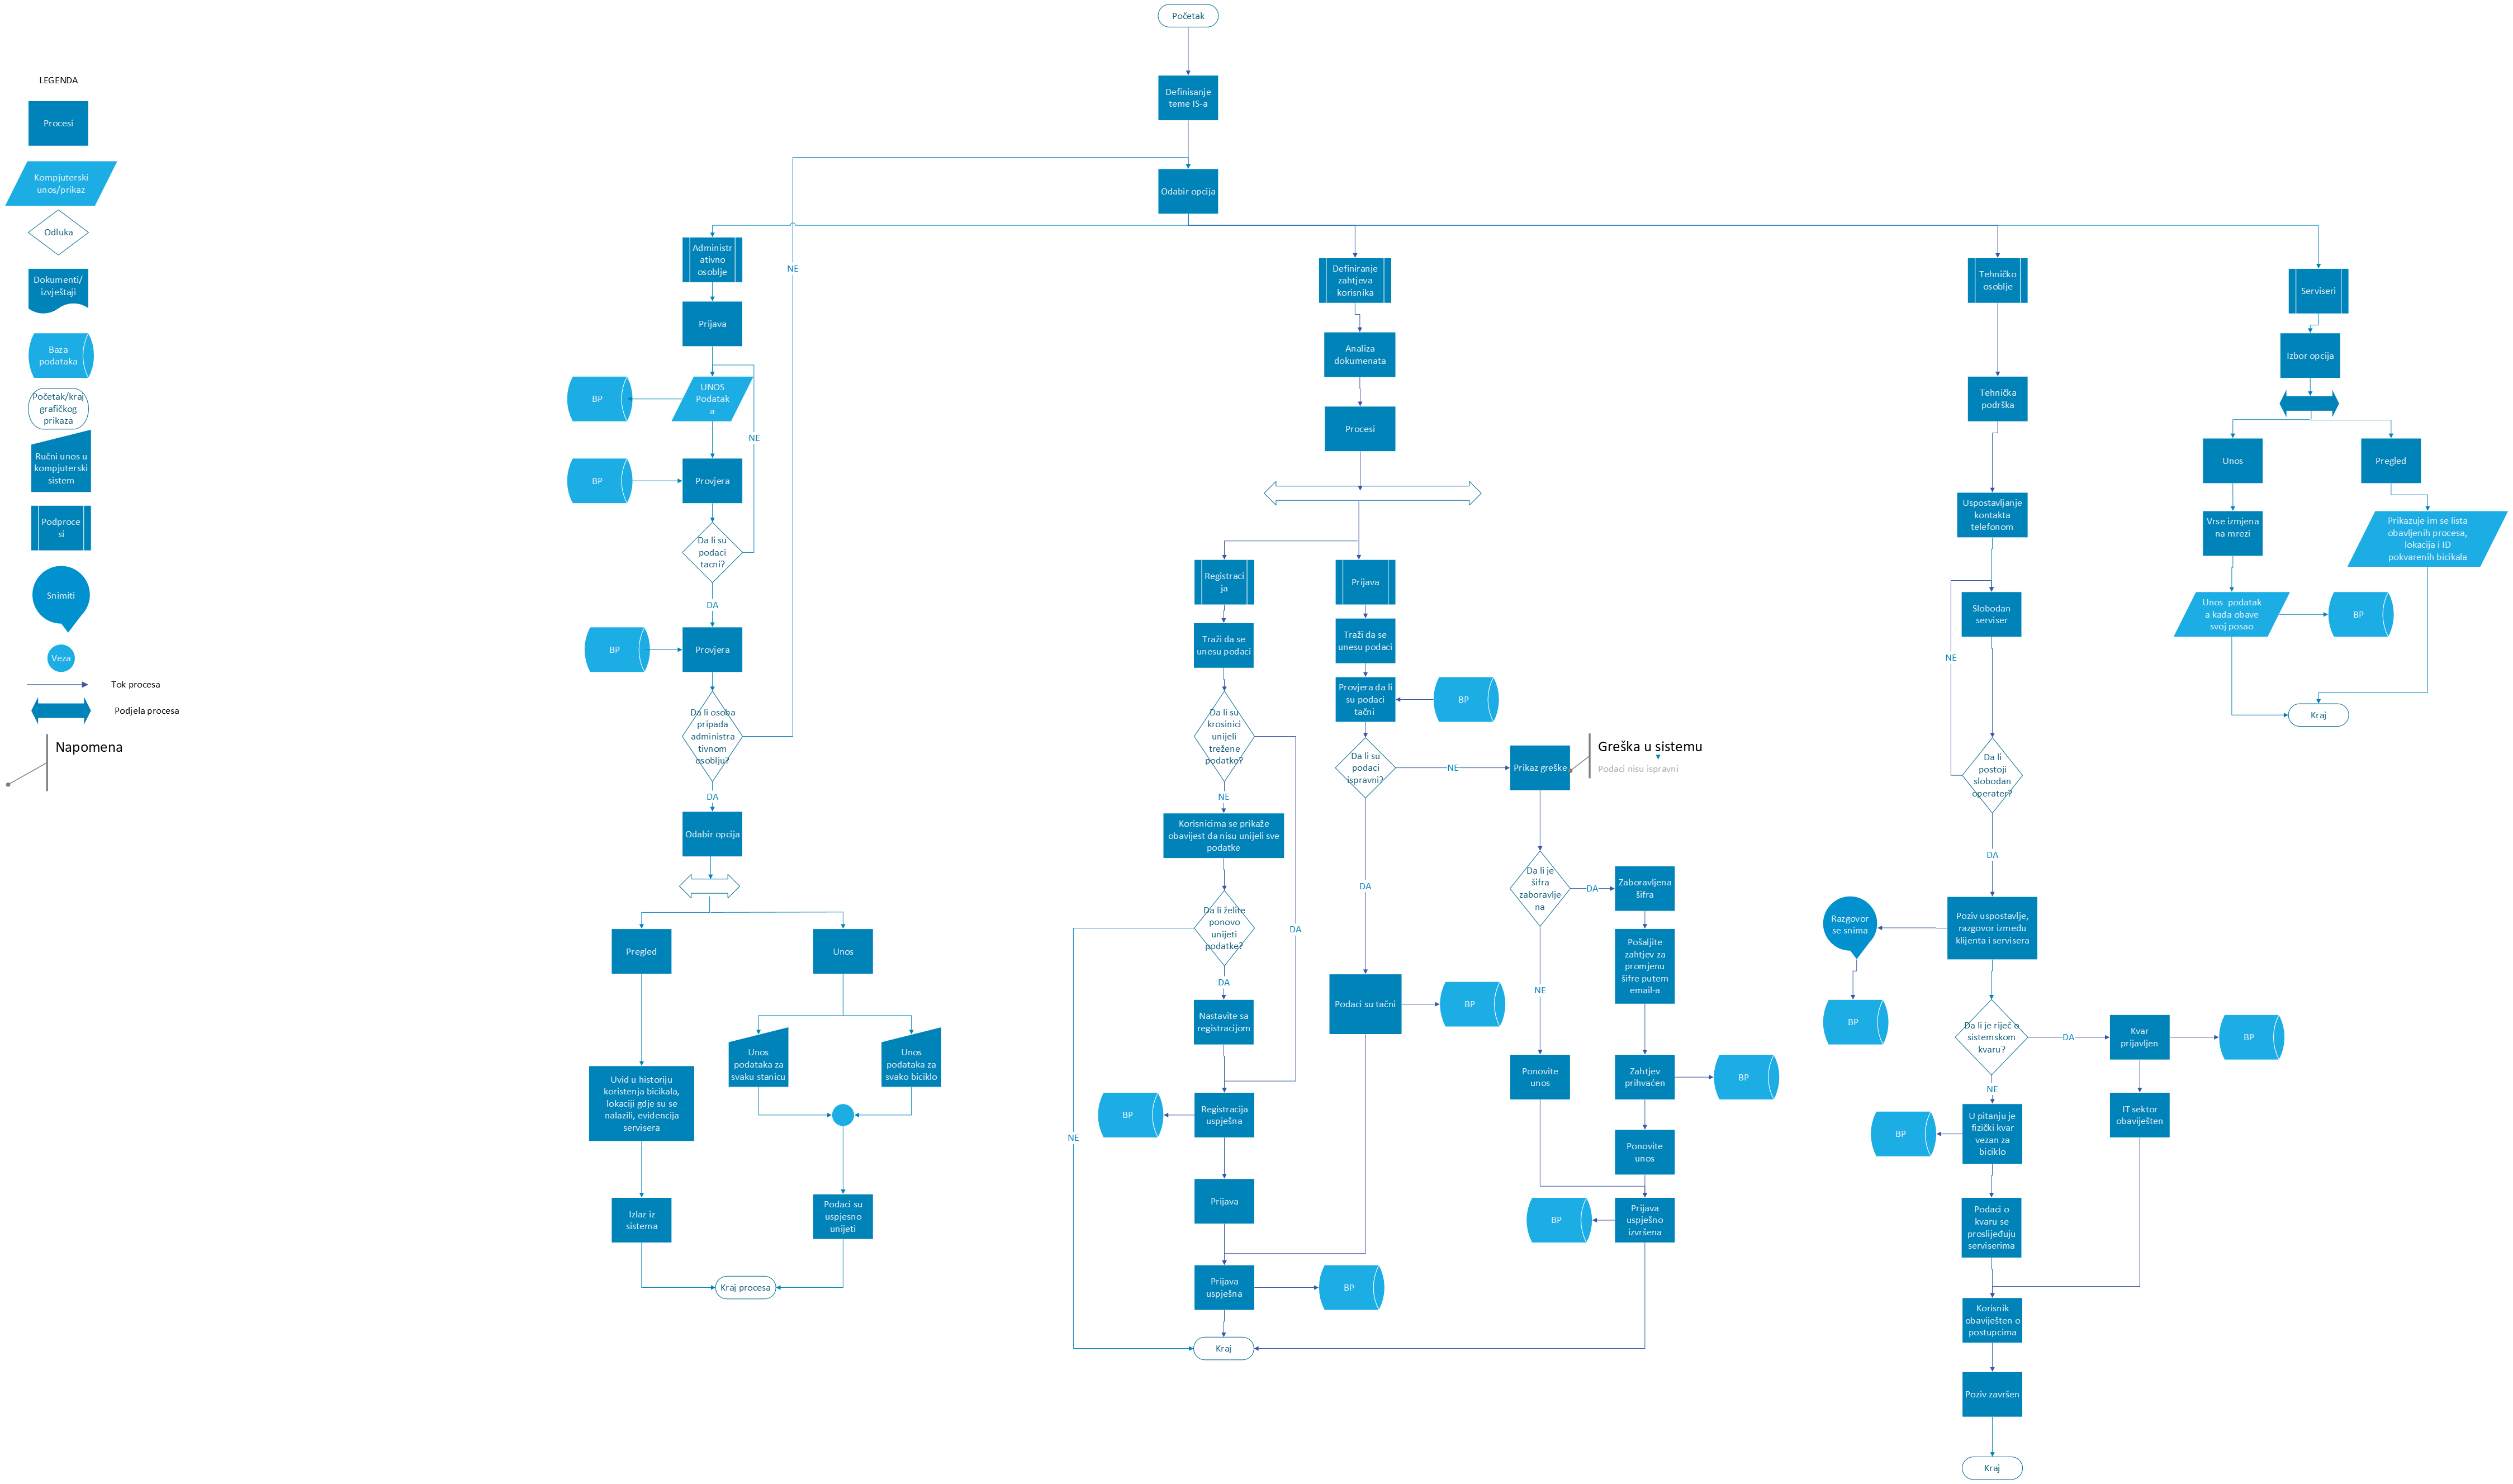 Početak
Definisanje
teme IS-a
Odabir opcija
LEGENDA
Procesi
Kompjuterski
unos/prikaz
Odluka
Dokumenti/
izvještaji
Baza
podataka
Početak/kraj
grafičkog
prikaza
Ručni unos u
kompjuterski
sistem
Podproce
si
Snimiti
Veza
Tok procesa
Podjela procesa
Napomena
Administr
ativno
osoblje
Prijava
UNOS
Podatak
a
BP
NE
BP
Provjera
Da li su
podaci
tacni?
DA
BP
Provjera
Da li osoba
pripada
administra
tivnom
osoblju?
NE
DA
Odabir opcija
Pregled
Unos
Uvid u historiju
koristenja bicikala,
lokaciji gdje su se
nalazili, evidencija
servisera
Unos
podataka za
svaku stanicu
Unos
podataka za
svako biciklo
Izlaz iz
sistema
Podaci su
uspjesno
unijeti
Kraj procesa
Definiranje
zahtjeva
korisnika
Analiza
dokumenata
Procesi
Registraci
ja
Traži da se
unesu podaci
Da li su
krosinici
unijeli
trežene
podatke?
NE
DA
Korisnicima se prikaže
obavijest da nisu unijeli sve
podatke
Da li želite
ponovo
unijeti
podatke?
NE
DA
Nastavite sa
registracijom
Registracija
uspješna
BP
Prijava
Prijava
uspješna
BP
Kraj
Prijava
Traži da se
unesu podaci
Provjera da li
su podaci
tačni
BP
Da li su
podaci
ispravni?
NE
DA
Podaci su tačni
BP
Prikaz greške
Greška u sistemu
Podaci nisu ispravni
Da li je
šifra
zaboravlje
na
DA
NE
Zaboravljena
šifra
Pošaljite
zahtjev za
promjenu
šifre putem
email-a
Ponovite
unos
Zahtjev
prihvaćen
BP
Ponovite
unos
Prijava
uspješno
izvršena
BP
Tehničko
osoblje
Tehnička
podrška
Uspostavljanje
kontakta
telefonom
Slobodan
serviser
NE
Da li
postoji
slobodan
operater?
DA
Poziv uspostavlje,
razgovor između
klijenta i servisera
Razgovor
se snima
BP
Da li je riječ o
sistemskom
kvaru?
DA
NE
Kvar
prijavljen
BP
IT sektor
obaviješten
U pitanju je
fizički kvar
vezan za
biciklo
BP
Podaci o
kvaru se
proslijeđuju
serviserima
Korisnik
obaviješten o
postupcima
Poziv završen
Kraj
Serviseri
Izbor opcija
Unos
Pregled
Vrse izmjena
na mrezi
Prikazuje im se lista
obavljenih procesa,
lokacija i ID
pokvarenih bicikala
Unos  podatak
a kada obave
svoj posao
BP
Kraj